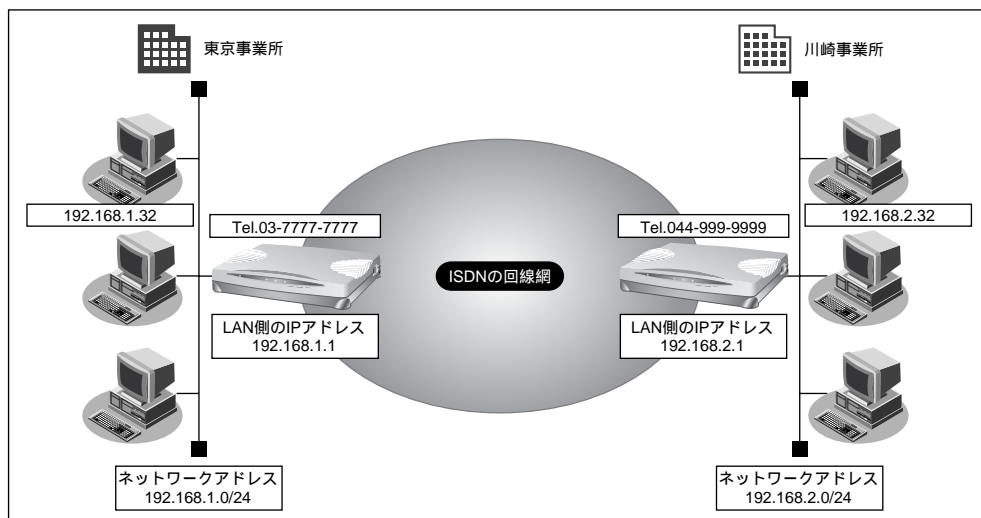 東京事業所
川崎事業所
192.168.1.32
192.168.2.32
Tel.03-7777-7777
Tel.044-999-9999
ISDNの回線網
LAN側のIPアドレス
192.168.1.1
LAN側のIPアドレス
192.168.2.1
ネットワークアドレス
192.168.1.0/24
ネットワークアドレス
192.168.2.0/24